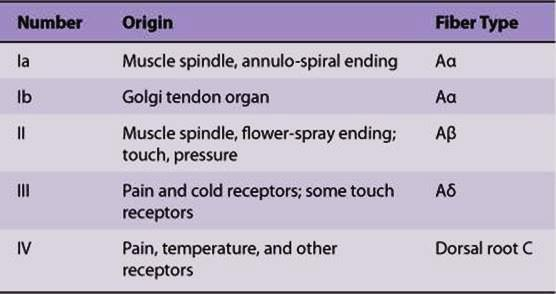 Number Origin Fiber Type
Ia Muscle spindle, annulo-spiral ending Aα
Ib Golgi tendon organ Aα
II Muscle spindle, flower-spray ending; Aβ
touch, pressure
III Pain and cold receptors; some touch Aδ
receptors
IV Pain, temperature, and other Dorsal root C
receptors